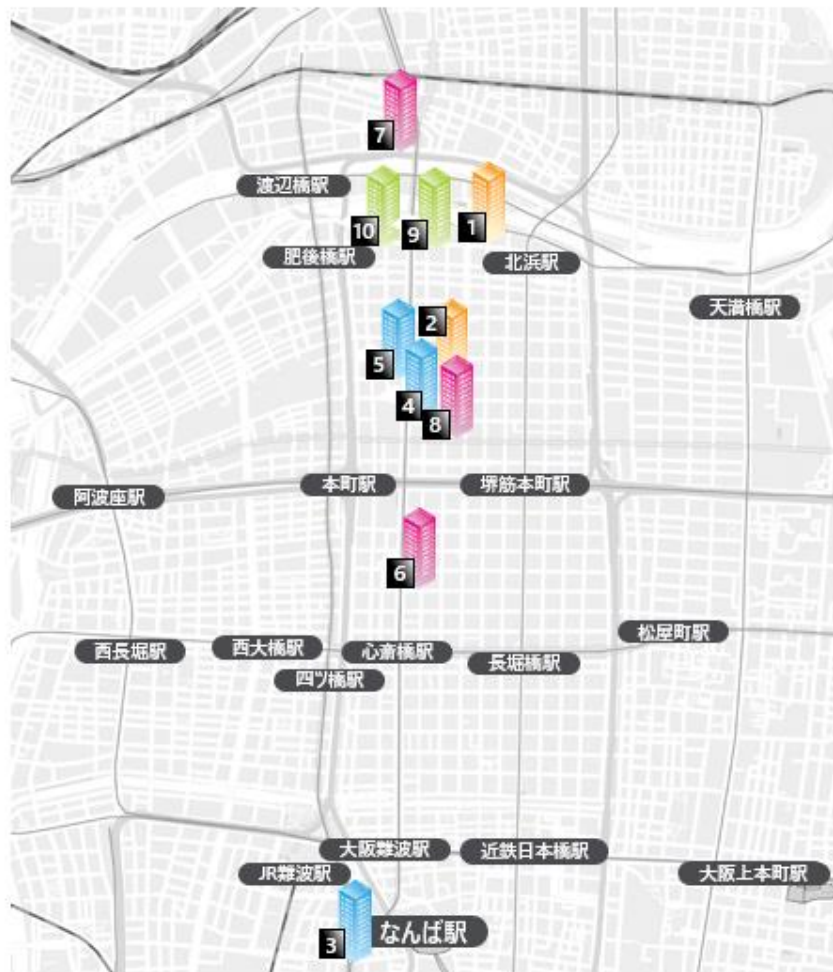 7
渡辺橋駅
10
9
1
肥後橋駅
北浜駅
天満橋駅
2
5
4
8
本町駅
堺筋本町駅
阿波座駅
6
松屋町駅
西長堀駅
西大橋駅
心斎橋駅
長堀橋駅
四ツ橋駅
大阪難波駅
近鉄日本橋駅
JR難波駅
大阪上本町駅
3
なんば駅